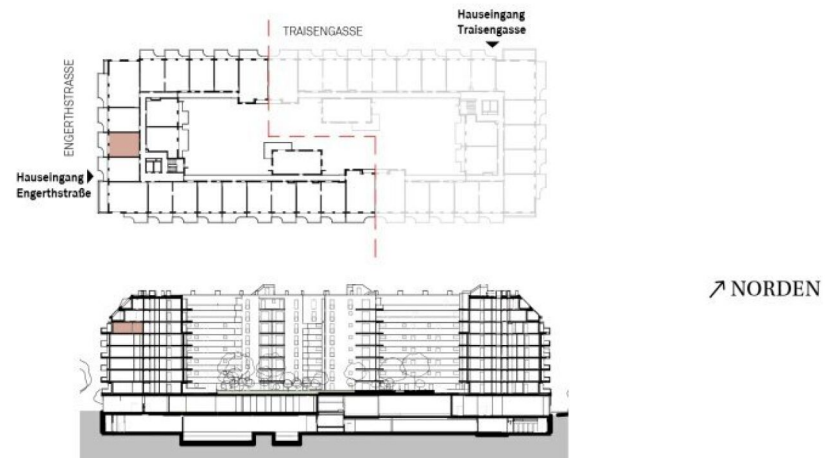 Hauseingang
Traisengasse
TRAISENGASSE
ENGERTHSTRASSE
Hauseingang
Engerthstraße
NORDEN